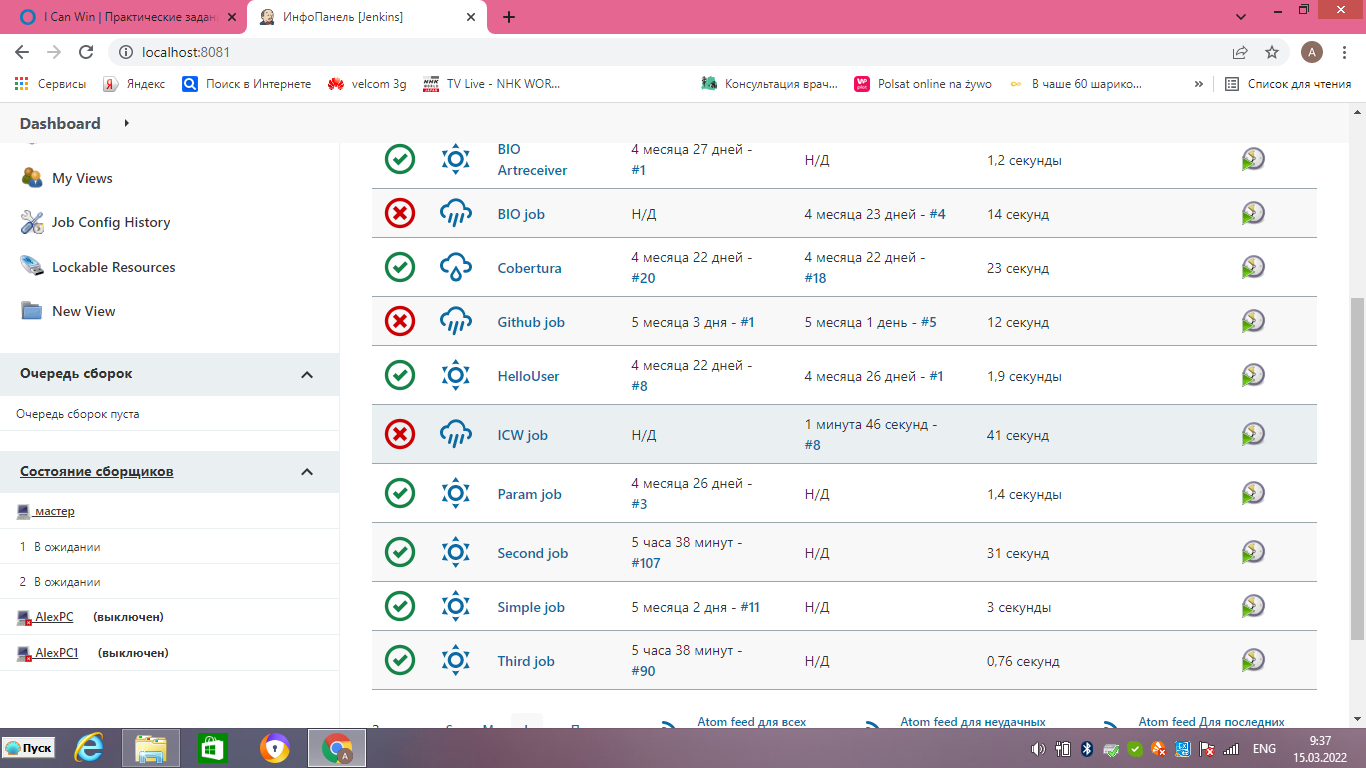 I Can Win | Практические задани
ИнфоПанель [Jenkins]
localhost:8081
A
Сервисы
Яндекс
Поиск в Интернете
velcom 3g
TV Live - NHK WOR...
Консультация врач...
Polsat online na żywo
В чаше 60 шарико...
Список для чтения
Dashboard
My Views
Job Config History
Lockable Resources
New View
Очередь сборок
Очередь сборок пуста
Состояние сборщиков
мастер
1 В ожидании
2 В ожидании
AlexPC (выключен)
AlexPC1 (выключен)
BIO Artreceiver 4 месяца 27 дней - #1 Н/Д 1,2 секунды
BIO job Н/Д 4 месяца 23 дней - #4 14 секунд
Cobertura 4 месяца 22 дней - #20 4 месяца 22 дней - #18 23 секунд
Github job 5 месяца 3 дня - #1 5 месяца 1 день - #5 12 секунд
HelloUser 4 месяца 22 дней - #8 4 месяца 26 дней - #1 1,9 секунды
ICW job Н/Д 1 минута 46 секунд - #8 41 секунд
Param job 4 месяца 26 дней - #3 Н/Д 1,4 секунды
Second job 5 часа 38 минут - #107 Н/Д 31 секунд
Simple job 5 месяца 2 дня - #11 Н/Д 3 секунды
Third job 5 часа 38 минут - #90 Н/Д 0,76 секунд
Atom feed для всех
Atom feed для неудачных
Atom feed Для последних
Пуск
ENG
9:37
15.03.2022